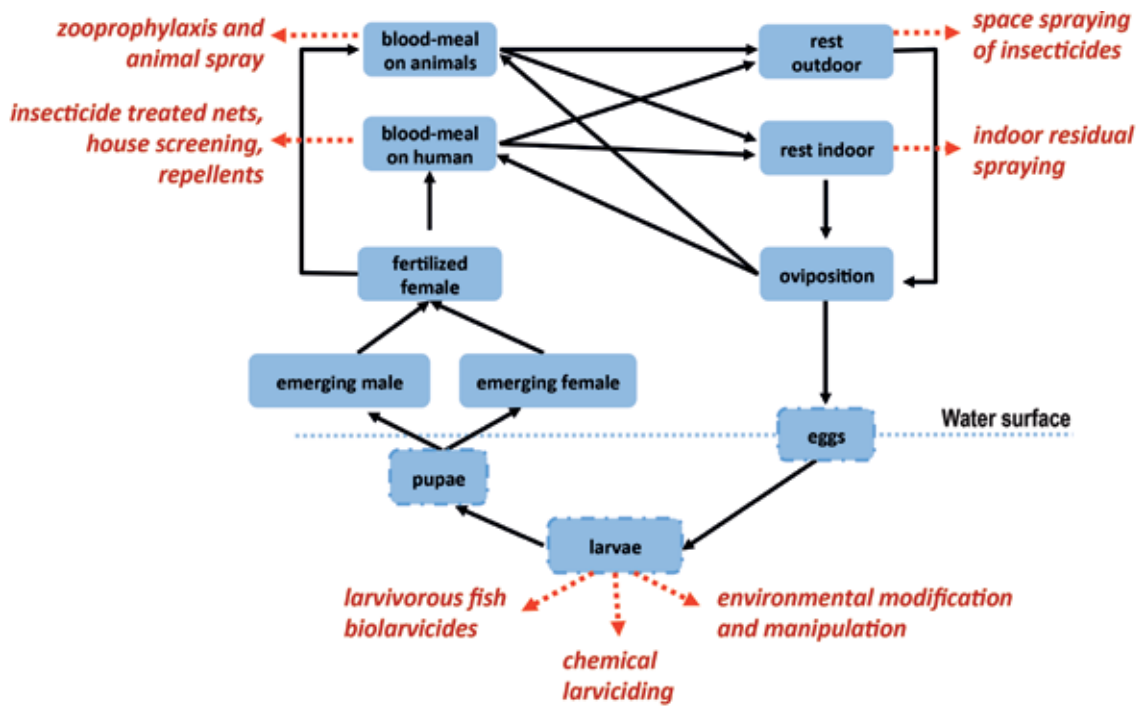 zooprophylaxis and
animal spray
blood-meal
on animals
rest
outdoor
space spraying
of insecticides
insecticide treated nets,
house screening,
repellents
blood-meal
on human
rest indoor
indoor residual
spraying
fertilized
female
oviposition
emerging male
emerging female
Water surface
eggs
pupae
larvae
larvivorous fish
biolarvicides
chemical
larviciding
environmental modification
and manipulation